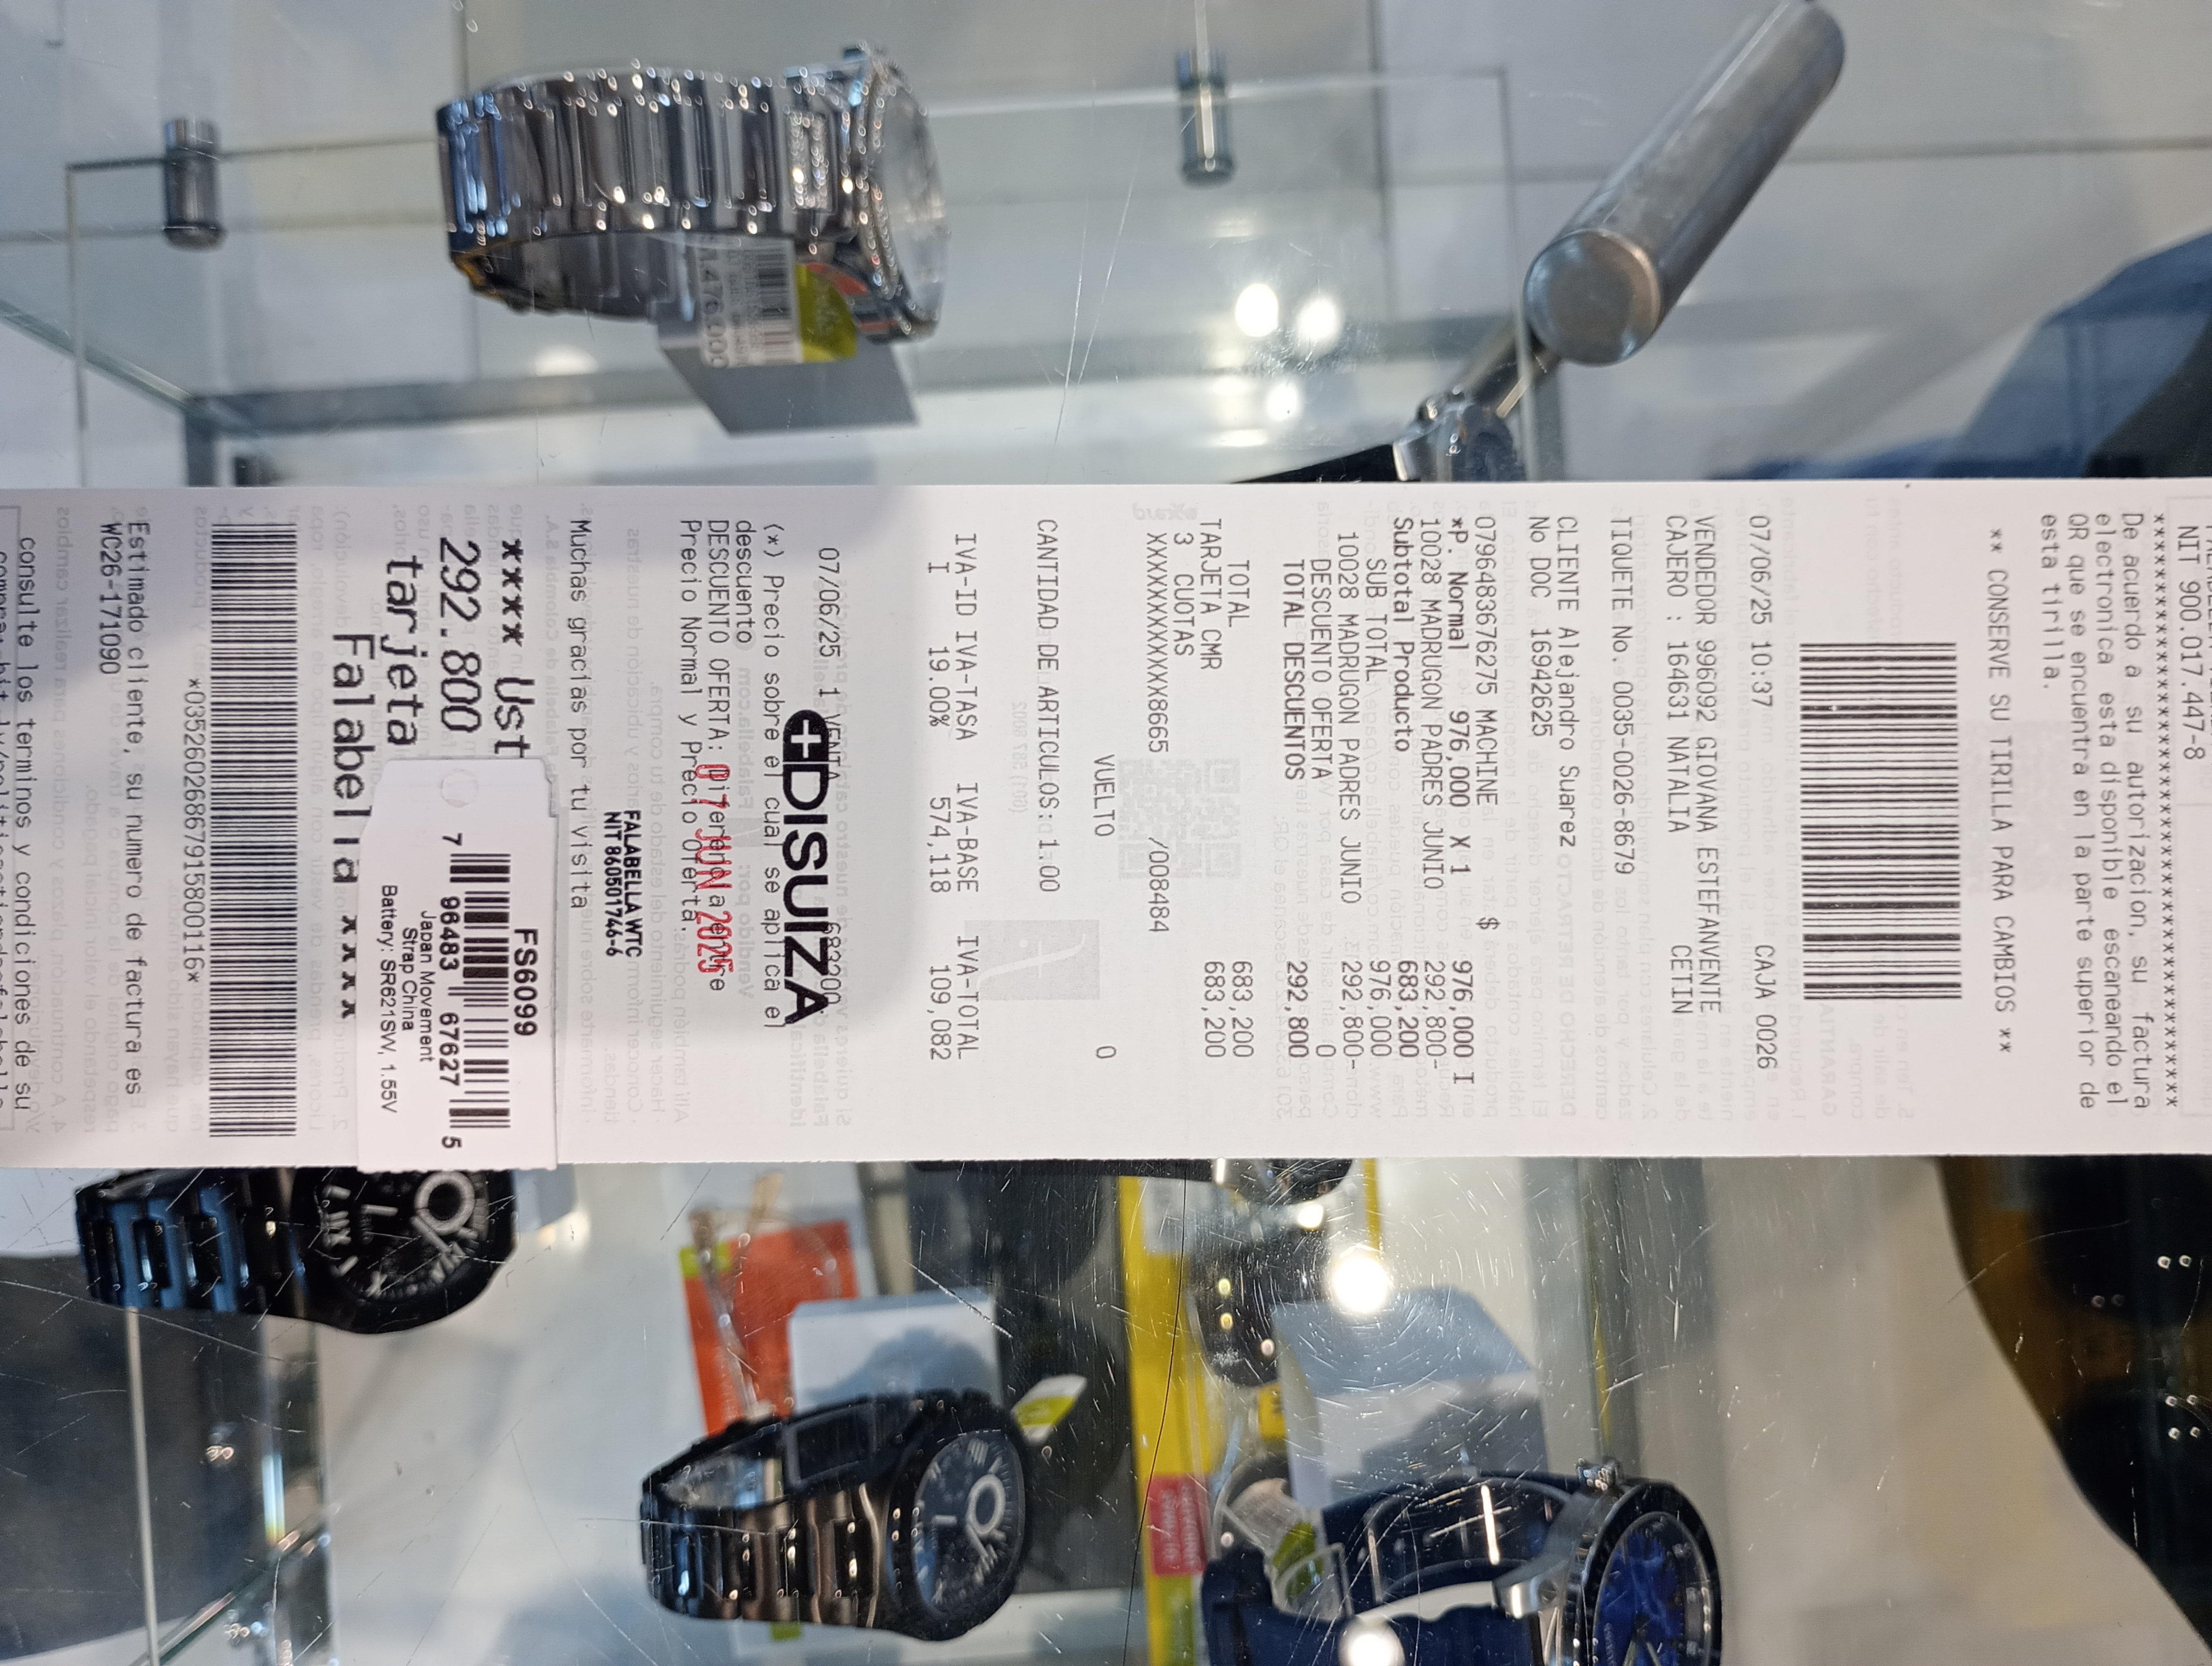 NIT 900.017.447-8
****************************************
De acuerdo a su autorizacion, su factura
electronica esta disponible escaneando el
QR que se encuentra en la parte superior de
esta tirilla.
** CONSERVE SU TIRILLA PARA CAMBIOS **
07/06/25 10:37 CAJA 0026
VENDEDOR 996092 GIOVANA ESTEFANVENTE
CAJERO : 164631 NATALIA CETIN
TIQUETE No. 0035-0026-8679
CLIENTE Alejandro Suarez
No DOC 16942625
$
0796483676275 MACHINE 976,000 I
*P. Normal 976,000 X 1
10028 MADRUGON PADRES JUNIO 292,800-
Subtotal Producto 683,200
SUB TOTAL 976,000
10028 MADRUGON PADRES JUNIO 292,800-
DESCUENTO OFERTA 0
TOTAL DESCUENTOS 292,800
TOTAL 683,200
TARJETA CMR 683,200
3 CUOTAS
XXXXXXXXXXXX8665 /008484
VUELTO 0
CANTIDAD DE ARTICULOS: 1.00
IVA-ID IVA-TASA IVA-BASE IVA-TOTAL
I 19.00% 574,118 109,082
07/06/25 1 VENTA 683200
DISUIZA
(*) Precio sobre el cual se aplica el
descuento
DESCUENTO OFERTA: Diferencia entre
Precio Normal y Precio Oferta.
07 JUN 2025
FALABELLA WTC
NIT 860501746-6
Muchas gracias por tu visita
**** Ust
292.800
tarjeta
Falabella ****
FS6099
7 96483 67627 5
Japan Movement
Strap China
Battery: SR621SW, 1.55V
*03526026867915800116*
Estimado cliente, su numero de factura es
WC26-171090
consulte los terminos y condiciones de su